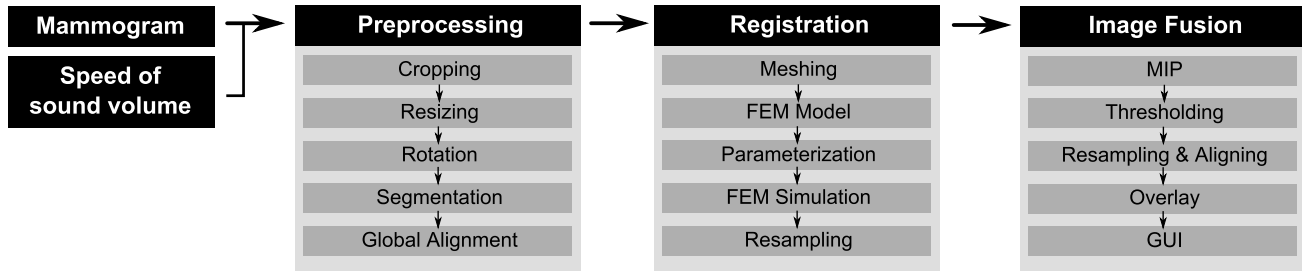 Mammogram
Speed of
sound volume
Preprocessing
Cropping
Resizing
Rotation
Segmentation
Global Alignment
Registration
Meshing
FEM Model
Parameterization
FEM Simulation
Resampling
Image Fusion
MIP
Thresholding
Resampling & Aligning
Overlay
GUI